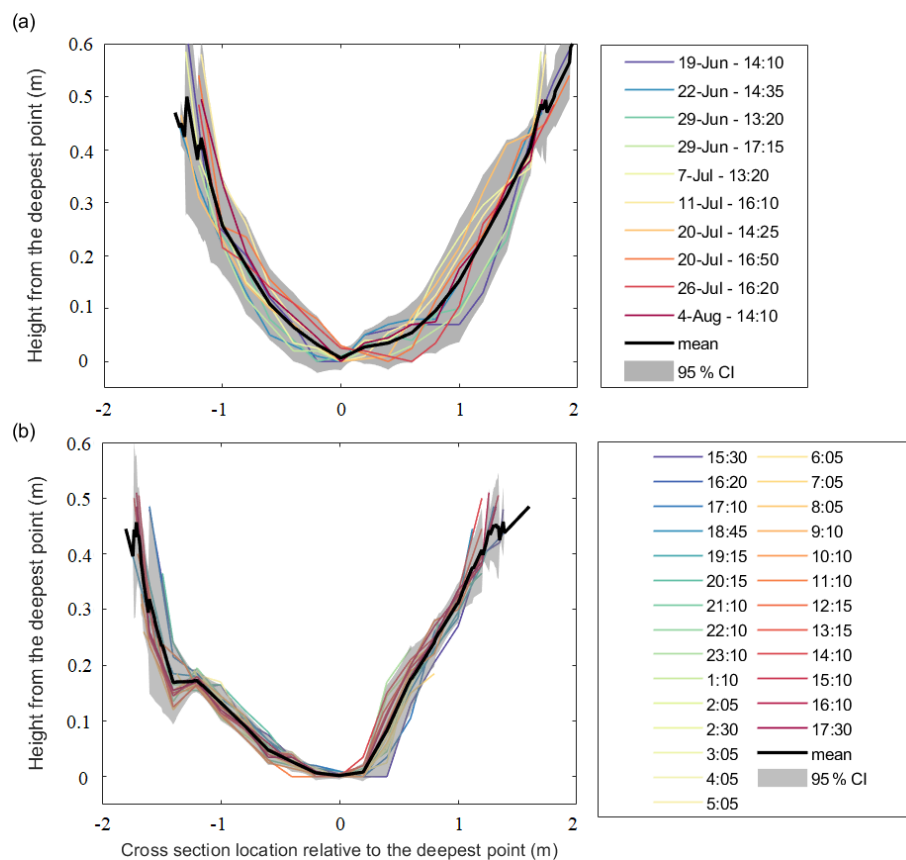 (a)
Height from the deepest point (m)
0.6
0.5
0.4
0.3
0.2
0.1
0
-2
-1
0
1
2
19-Jun - 14:10
22-Jun - 14:35
29-Jun - 13:20
29-Jun - 17:15
7-Jul - 13:20
11-Jul - 16:10
20-Jul - 14:25
20-Jul - 16:50
26-Jul - 16:20
4-Aug - 14:10
mean
95 % CI
(b)
Height from the deepest point (m)
0.6
0.5
0.4
0.3
0.2
0.1
0
-2
-1
0
1
2
Cross section location relative to the deepest point (m)
15:30
16:20
17:10
18:45
19:15
20:15
21:10
22:10
23:10
1:10
2:05
2:30
3:05
4:05
5:05
6:05
7:05
8:05
9:10
10:10
11:10
12:15
13:15
14:10
15:10
16:10
17:30
mean
95 % CI